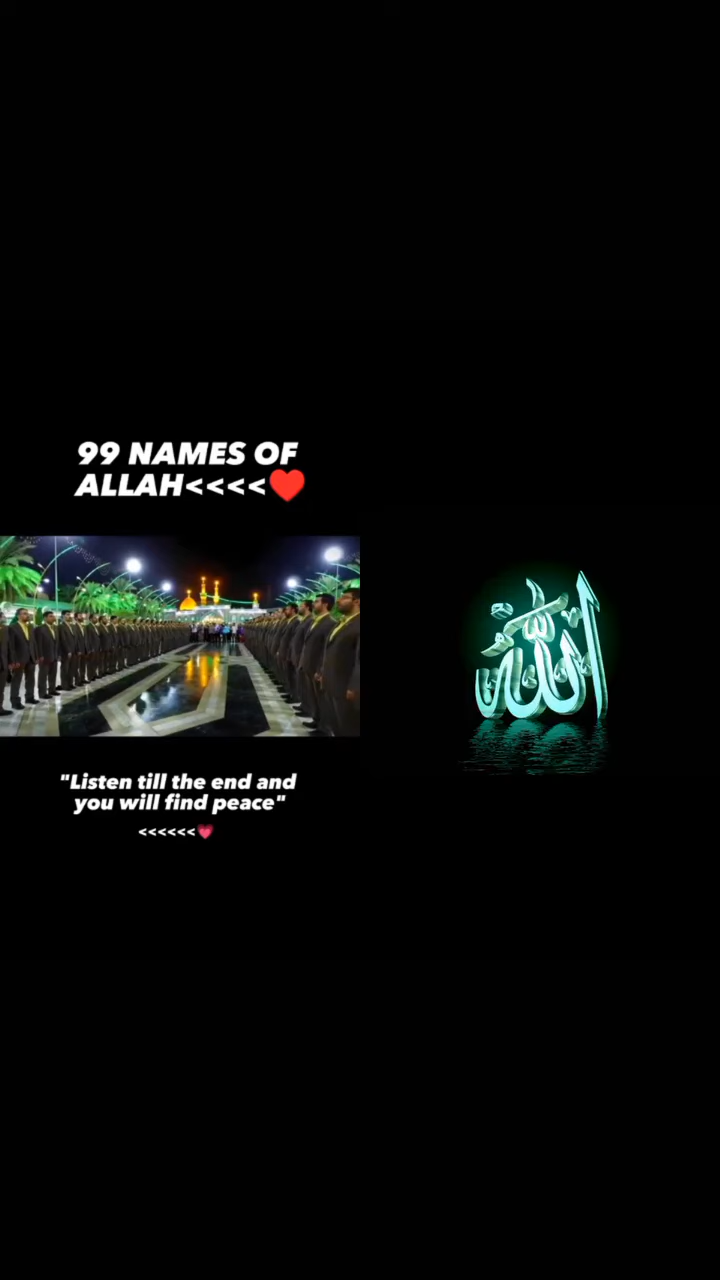 99 NAMES OF
ALLAH<<<<❤️
"Listen till the end and
you will find peace"
<<<<<<💗
الله